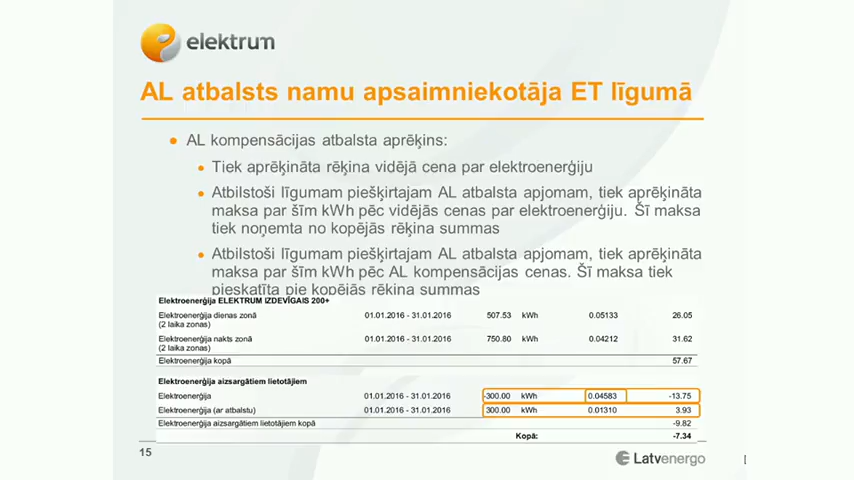 elektrum
AL atbalsts namu apsaimniekotāja ET līgumā
● AL kompensācijas atbalsta aprēķins:
● Tiek aprēķināta rēķina vidējā cena par elektroenerģiju
● Atbilstoši līgumam piešķirtajam AL atbalsta apjomam, tiek aprēķināta
maksa par šīm kWh pēc vidējās cenas par elektroenerģiju. Šī maksa
tiek noņemta no kopējās rēķina summas
● Atbilstoši līgumam piešķirtajam AL atbalsta apjomam, tiek aprēķināta
maksa par šīm kWh pēc AL kompensācijas cenas. Šī maksa tiek
pieskatīta pie kopējās rēķina summas
Elektroenerģija ELEKTRUM IZDEVĪGAIS 200+
Elektroenerģija dienas zonā 01.01.2016 - 31.01.2016 507.53 kWh 0.05133 26.05
(2 laika zonas)
Elektroenerģija nakts zonā 01.01.2016 - 31.01.2016 750.80 kWh 0.04212 31.62
(2 laika zonas)
Elektroenerģija kopā 57.67
Elektroenerģija aizsargātiem lietotājiem
Elektroenerģija 01.01.2016 - 31.01.2016 -300.00 kWh 0.04583 -13.75
Elektroenerģija (ar atbalstu) 01.01.2016 - 31.01.2016 300.00 kWh 0.01310 3.93
Elektroenerģija aizsargātiem lietotājiem kopā -9.82
Kopā: -7.34
15
Latvenergo